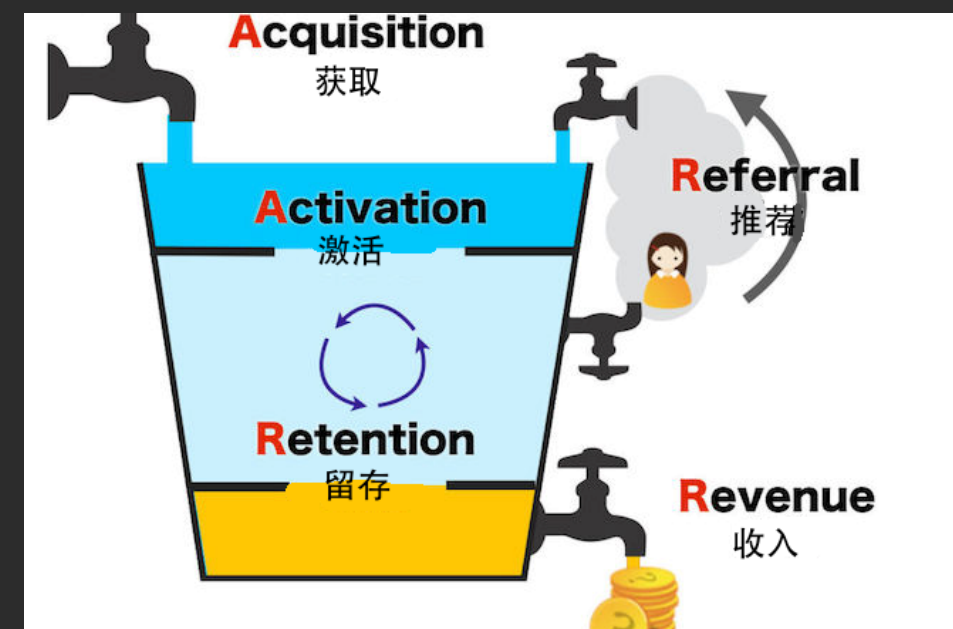 Acquisition
获取
Activation
激活
Referral
推荐
Retention
留存
Revenue
收入